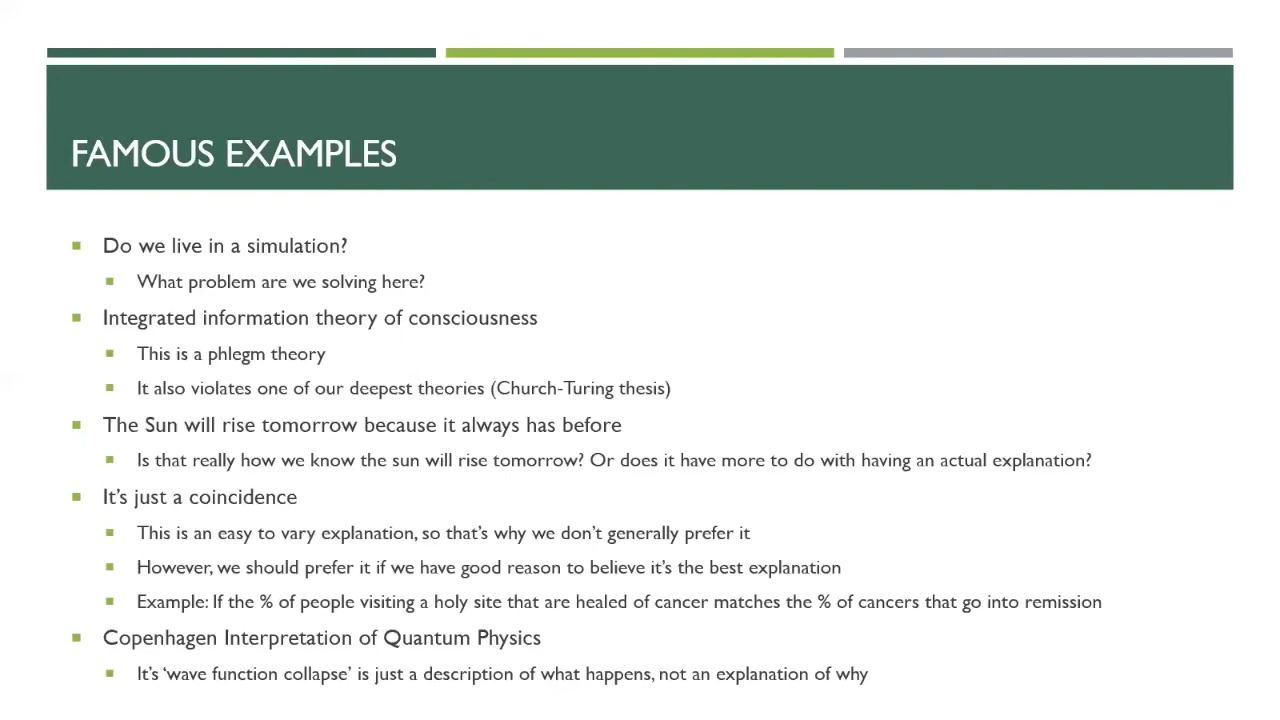 FAMOUS EXAMPLES
Do we live in a simulation?
What problem are we solving here?
Integrated information theory of consciousness
This is a phlegm theory
It also violates one of our deepest theories (Church-Turing thesis)
The Sun will rise tomorrow because it always has before
Is that really how we know the sun will rise tomorrow? Or does it have more to do with having an actual explanation?
It's just a coincidence
This is an easy to vary explanation, so that's why we don't generally prefer it
However, we should prefer it if we have good reason to believe it's the best explanation
Example: If the % of people visiting a holy site that are healed of cancer matches the % of cancers that go into remission
Copenhagen Interpretation of Quantum Physics
It's 'wave function collapse' is just a description of what happens, not an explanation of why